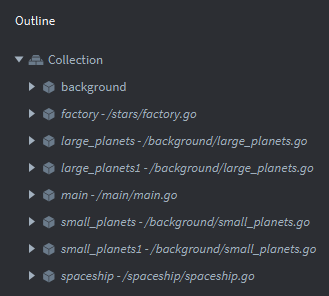 Outline
Collection
background
factory - /stars/factory.go
large_planets - /background/large_planets.go
large_planets1 - /background/large_planets.go
main - /main/main.go
small_planets - /background/small_planets.go
small_planets1 - /background/small_planets.go
spaceship - /spaceship/spaceship.go